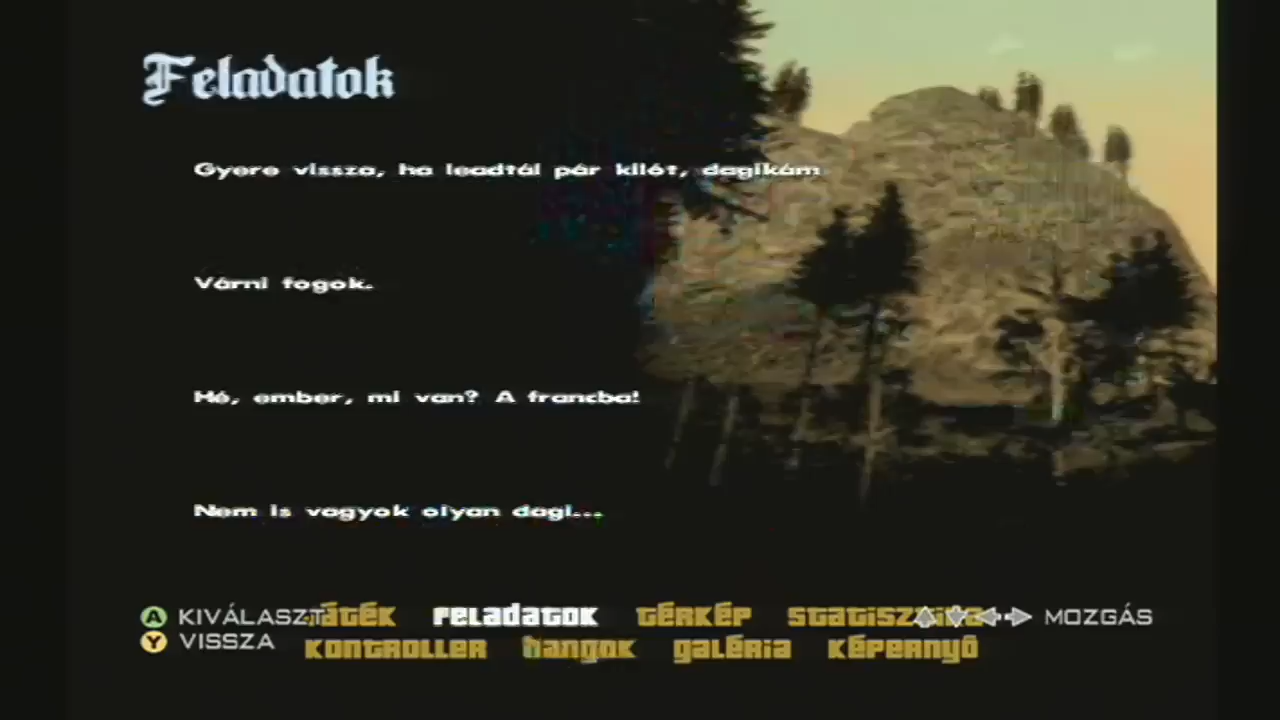 Feladatok
Gyere vissza, ha leadtál pár kilót, dagikám
Várni fogok.
Hé, ember, mi van? A francba!
Nem is vagyok olyan dagi...
A KIVÁLASZT FELADATOK TÉRKÉP MOZGÁS
Y VISSZA KONTROLLER HANGOK GALÉRIA KÉPERNYŐ